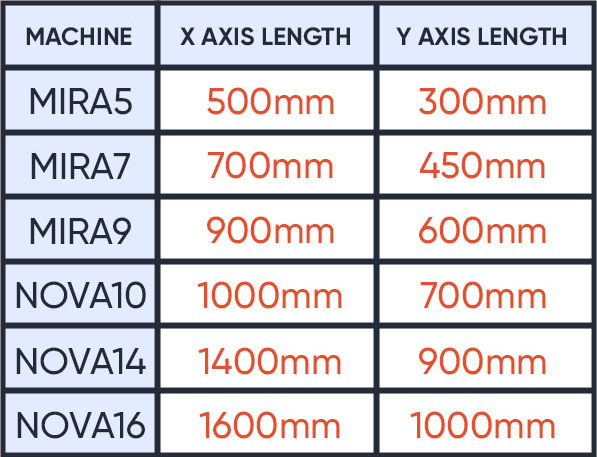 MACHINE X AXIS LENGTH Y AXIS LENGTH
MIRA5 500mm 300mm
MIRA7 700mm 450mm
MIRA9 900mm 600mm
NOVA10 1000mm 700mm
NOVA14 1400mm 900mm
NOVA16 1600mm 1000mm